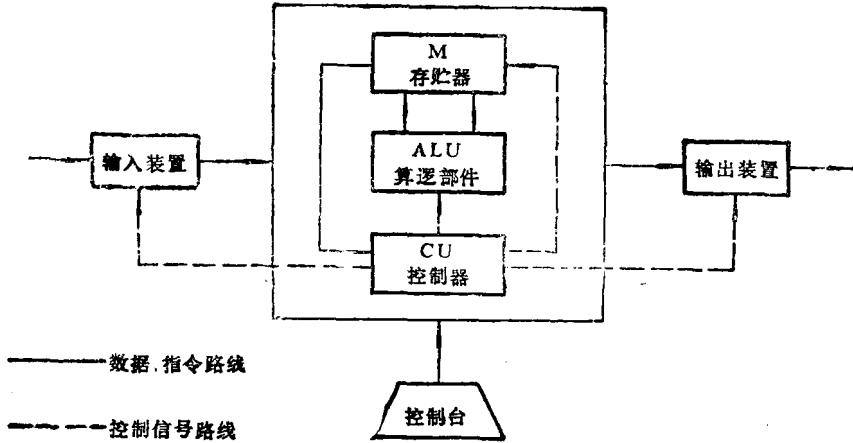 M
存贮器
输入装置
ALU
算逻部件
输出装置
CU
控制器
数据.指令路线
控制台
控制信号路线